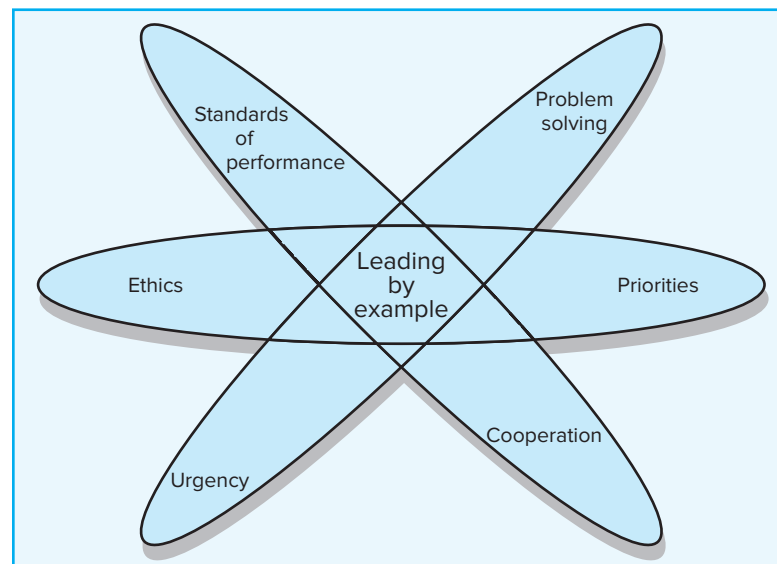 Standards
of
performance
Problem
solving
Ethics
Leading
by
example
Priorities
Cooperation
Urgency